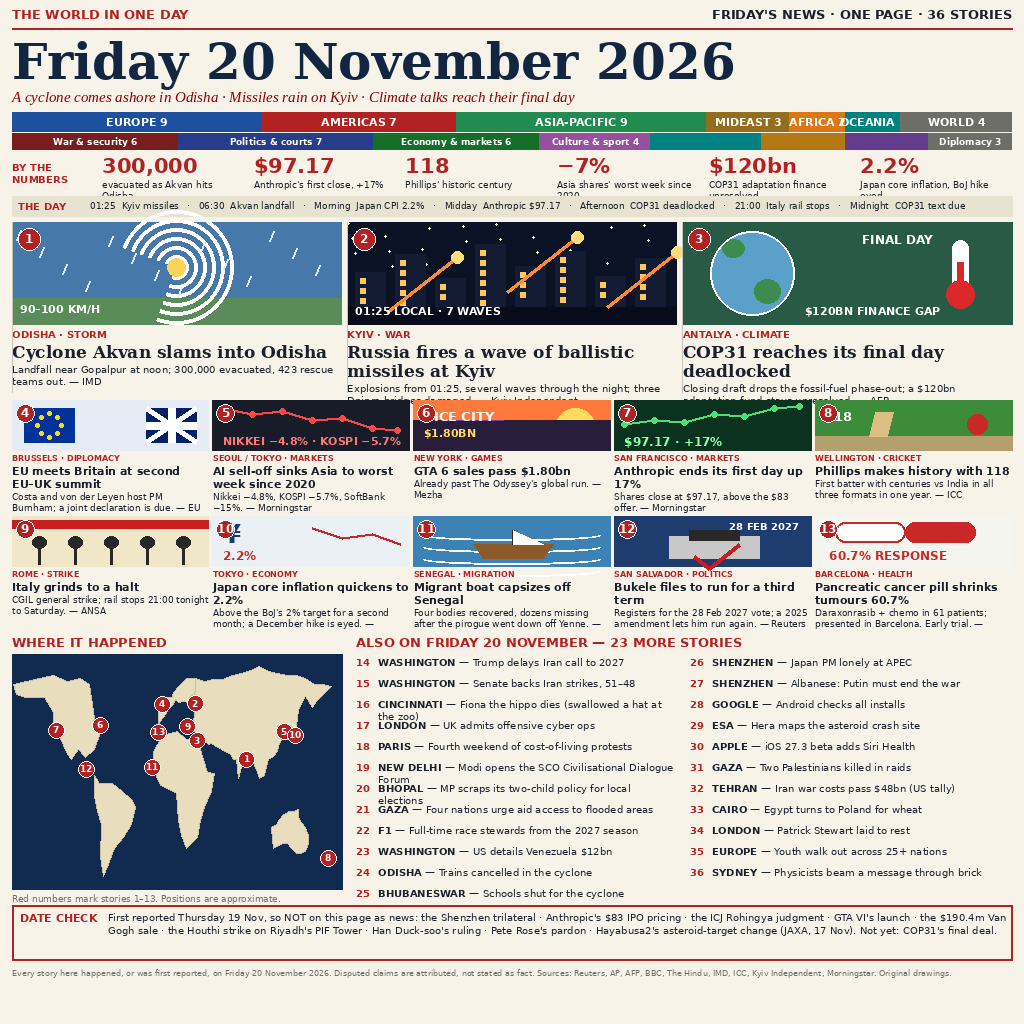 THE WORLD IN ONE DAY
FRIDAY'S NEWS · ONE PAGE · 36 STORIES
Friday 20 November 2026
A cyclone comes ashore in Odisha · Missiles rain on Kyiv · Climate talks reach their final day
EUROPE 9
AMERICAS 7
ASIA-PACIFIC 9
MIDEAST 3
AFRICA 2
OCEANIA
WORLD 4
War & security 6
Politics & courts 7
Economy & markets 6
Culture & sport 4
Diplomacy 3
BY THE
NUMBERS
300,000
evacuated as Akvan hits
Odisha
$97.17
Anthropic's first close, +17%
118
Phillips' historic century
−7%
Asia shares' worst week since
2020
$120bn
COP31 adaptation finance
unresolved
2.2%
Japan core inflation, BoJ hike
eyed
THE DAY
01:25 Kyiv missiles · 06:30 Akvan landfall · Morning Japan CPI 2.2% · Midday Anthropic $97.17 · Afternoon COP31 deadlocked · 21:00 Italy rail stops · Midnight COP31 text due
1
90–100 KM/H
ODISHA · STORM
Cyclone Akvan slams into Odisha
Landfall near Gopalpur at noon; 300,000 evacuated, 423 rescue
teams out. — IMD
2
01:25 LOCAL · 7 WAVES
KYIV · WAR
Russia fires a wave of ballistic
missiles at Kyiv
Explosions from 01:25, several waves through the night; three
Dnipro bridges damaged. — Kyiv Independent
3
FINAL DAY
$120BN FINANCE GAP
ANTALYA · CLIMATE
COP31 reaches its final day
deadlocked
Closing draft drops the fossil-fuel phase-out; a $120bn
adaptation fund stays unresolved. — AFP
4
BRUSSELS · DIPLOMACY
EU meets Britain at second
EU–UK summit
Costa and von der Leyen host PM
Burnham; a joint declaration is due. — EU
5
NIKKEI −4.8% · KOSPI −5.7%
SEOUL / TOKYO · MARKETS
AI sell-off sinks Asia to worst
week since 2020
Nikkei −4.8%, KOSPI −5.7%, SoftBank
−15%. — Morningstar
6
VICE CITY
$1.80BN
NEW YORK · GAMES
GTA 6 sales pass $1.80bn
Already past The Odyssey's global run. —
Mezha
7
$97.17 · +17%
SAN FRANCISCO · MARKETS
Anthropic ends its first day up
17%
Shares close at $97.17, above the $83
offer. — Morningstar
8
118
WELLINGTON · CRICKET
Phillips makes history with 118
First batter with centuries vs India in all
three formats in one year. — ICC
9
ROME · STRIKE
Italy grinds to a halt
CGIL general strike; rail stops 21:00 tonight
to Saturday. — ANSA
10
¥
2.2%
TOKYO · ECONOMY
Japan core inflation quickens to
2.2%
Above the BoJ's 2% target for a second
month; a December hike is eyed. —
11
SENEGAL · MIGRATION
Migrant boat capsizes off
Senegal
Four bodies recovered, dozens missing
after the pirogue went down off Yenne. —
12
28 FEB 2027
SAN SALVADOR · POLITICS
Bukele files to run for a third
term
Registers for the 28 Feb 2027 vote; a 2025
amendment lets him run again. — Reuters
13
60.7% RESPONSE
BARCELONA · HEALTH
Pancreatic cancer pill shrinks
tumours 60.7%
Daraxonrasib + chemo in 61 patients;
presented in Barcelona. Early trial. —
WHERE IT HAPPENED
4
2
7
6
13
9
3
5
10
1
11
12
8
Red numbers mark stories 1–13. Positions are approximate.
ALSO ON FRIDAY 20 NOVEMBER — 23 MORE STORIES
14 WASHINGTON — Trump delays Iran call to 2027
15 WASHINGTON — Senate backs Iran strikes, 51–48
16 CINCINNATI — Fiona the hippo dies (swallowed a hat at
the zoo)
17 LONDON — UK admits offensive cyber ops
18 PARIS — Fourth weekend of cost-of-living protests
19 NEW DELHI — Modi opens the SCO Civilisational Dialogue
Forum
20 BHOPAL — MP scraps its two-child policy for local
elections
21 GAZA — Four nations urge aid access to flooded areas
22 F1 — Full-time race stewards from the 2027 season
23 WASHINGTON — US details Venezuela $12bn
24 ODISHA — Trains cancelled in the cyclone
25 BHUBANESWAR — Schools shut for the cyclone
26 SHENZHEN — Japan PM lonely at APEC
27 SHENZHEN — Albanese: Putin must end the war
28 GOOGLE — Android checks all installs
29 ESA — Hera maps the asteroid crash site
30 APPLE — iOS 27.3 beta adds Siri Health
31 GAZA — Two Palestinians killed in raids
32 TEHRAN — Iran war costs pass $48bn (US tally)
33 CAIRO — Egypt turns to Poland for wheat
34 LONDON — Patrick Stewart laid to rest
35 EUROPE — Youth walk out across 25+ nations
36 SYDNEY — Physicists beam a message through brick
DATE CHECK
First reported Thursday 19 Nov, so NOT on this page as news: the Shenzhen trilateral · Anthropic's $83 IPO pricing · the ICJ Rohingya judgment · GTA VI's launch · the $190.4m Van
Gogh sale · the Houthi strike on Riyadh's PIF Tower · Han Duck-soo's ruling · Pete Rose's pardon · Hayabusa2's asteroid-target change (JAXA, 17 Nov). Not yet: COP31's final deal.
Every story here happened, or was first reported, on Friday 20 November 2026. Disputed claims are attributed, not stated as fact. Sources: Reuters, AP, AFP, BBC, The Hindu, IMD, ICC, Kyiv Independent, Morningstar. Original drawings.